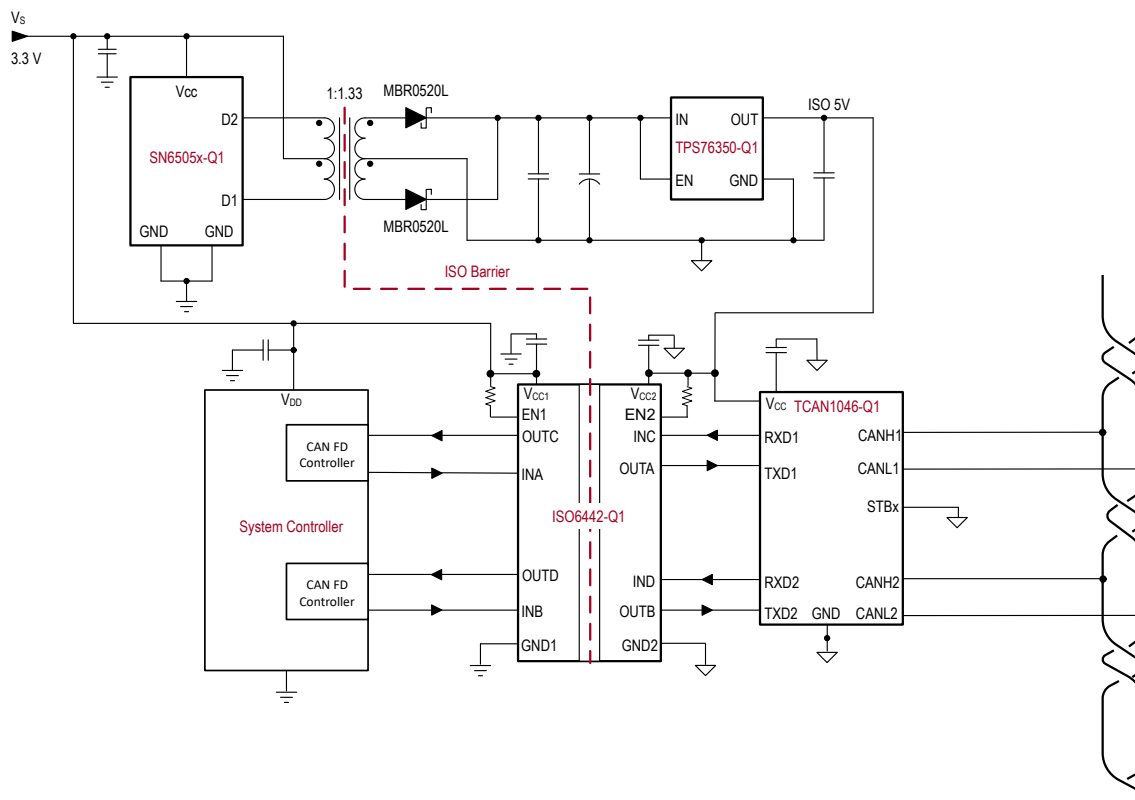 VS
3.3 V
Vcc
D2
SN6505x-Q1
D1
GND
GND
1:1.33
MBR0520L
MBR0520L
IN
OUT
TPS76350-Q1
EN
GND
ISO 5V
ISO Barrier
VDD
CAN FD
Controller
System Controller
CAN FD
Controller
VCC1
EN1
OUTC
INA
ISO6442-Q1
OUTD
INB
GND1
VCC2
EN2
INC
OUTA
IND
OUTB
GND2
VCC
TCAN1046-Q1
RXD1
CANH1
TXD1
CANL1
STBx
RXD2
CANH2
TXD2
GND
CANL2